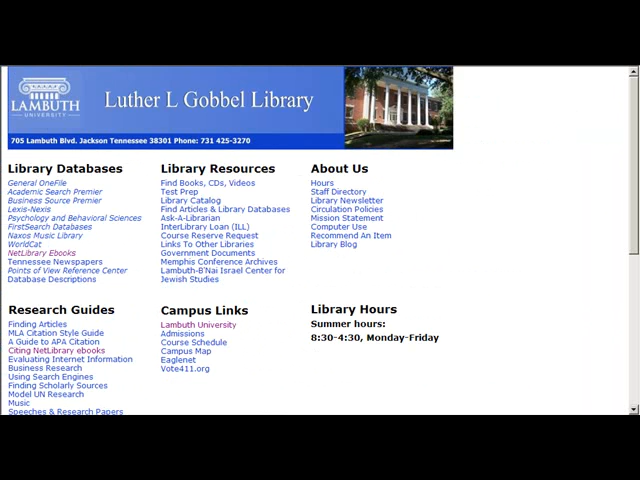 LAMBUTH
UNIVERSITY
Luther L Gobbel Library
705 Lambuth Blvd. Jackson Tennessee 38301 Phone: 731 425-3270
Library Databases
General OneFile
Academic Search Premier
Business Source Premier
Lexis-Nexis
Psychology and Behavioral Sciences
FirstSearch Databases
Naxos Music Library
WorldCat
NetLibrary Ebooks
Tennessee Newspapers
Points of View Reference Center
Database Descriptions
Library Resources
Find Books, CDs, Videos
Test Prep
Library Catalog
Find Articles & Library Databases
Ask-A-Librarian
InterLibrary Loan (ILL)
Course Reserve Request
Links To Other Libraries
Government Documents
Memphis Conference Archives
Lambuth-B'Nai Israel Center for
Jewish Studies
About Us
Hours
Staff Directory
Library Newsletter
Circulation Policies
Mission Statement
Computer Use
Recommend An Item
Library Blog
Research Guides
Finding Articles
MLA Citation Style Guide
A Guide to APA Citation
Citing NetLibrary ebooks
Evaluating Internet Information
Business Research
Using Search Engines
Finding Scholarly Sources
Model UN Research
Music
Speeches & Research Papers
Campus Links
Lambuth University
Admissions
Course Schedule
Campus Map
Eaglenet
Vote411.org
Library Hours
Summer hours:
8:30-4:30, Monday-Friday